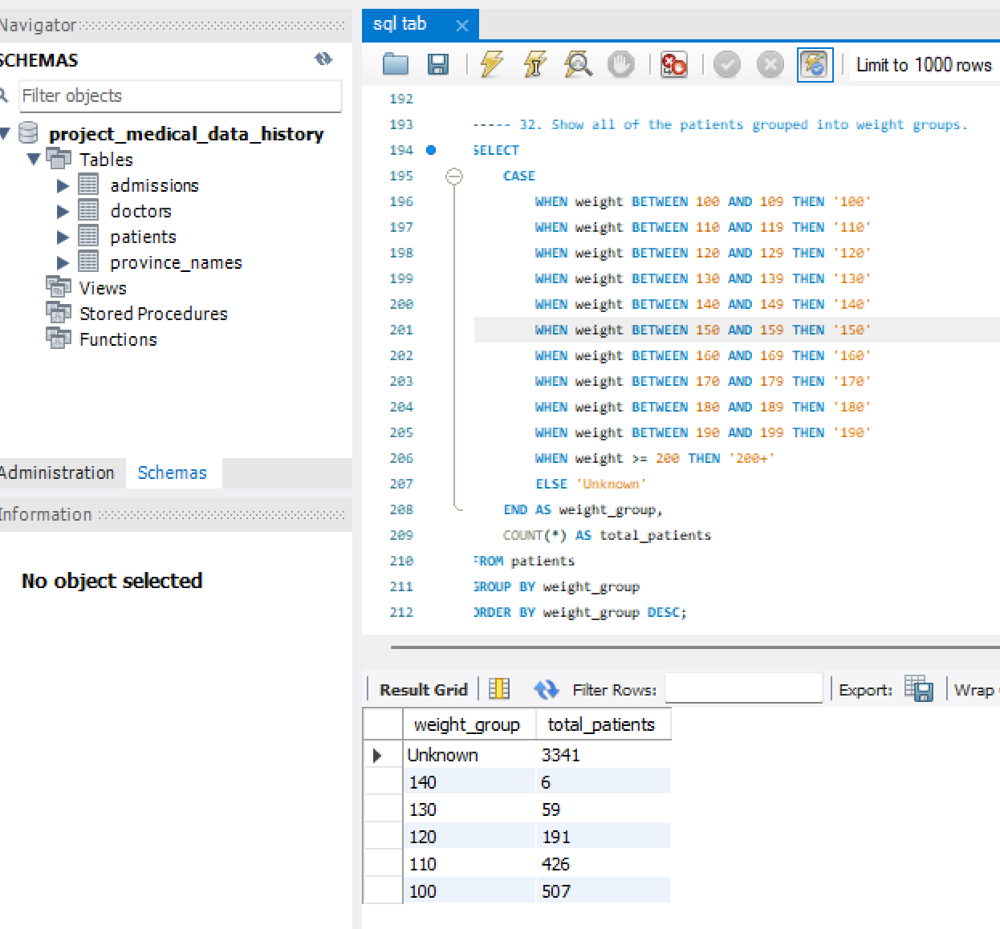 Navigator
SCHEMAS
Filter objects
project_medical_data_history
Tables
admissions
doctors
patients
province_names
Views
Stored Procedures
Functions
Administration Schemas
Information
No object selected
sql tab
Limit to 1000 rows
192
193 ----- 32. Show all of the patients grouped into weight groups.
194 SELECT
195 CASE
196 WHEN weight BETWEEN 100 AND 109 THEN '100'
197 WHEN weight BETWEEN 110 AND 119 THEN '110'
198 WHEN weight BETWEEN 120 AND 129 THEN '120'
199 WHEN weight BETWEEN 130 AND 139 THEN '130'
200 WHEN weight BETWEEN 140 AND 149 THEN '140'
201 WHEN weight BETWEEN 150 AND 159 THEN '150'
202 WHEN weight BETWEEN 160 AND 169 THEN '160'
203 WHEN weight BETWEEN 170 AND 179 THEN '170'
204 WHEN weight BETWEEN 180 AND 189 THEN '180'
205 WHEN weight BETWEEN 190 AND 199 THEN '190'
206 WHEN weight >= 200 THEN '200+'
207 ELSE 'Unknown'
208 END AS weight_group,
209 COUNT(*) AS total_patients
210 FROM patients
211 GROUP BY weight_group
212 ORDER BY weight_group DESC;
Result Grid Filter Rows: Export: Wrap
weight_group total_patients
Unknown 3341
140 6
130 59
120 191
110 426
100 507